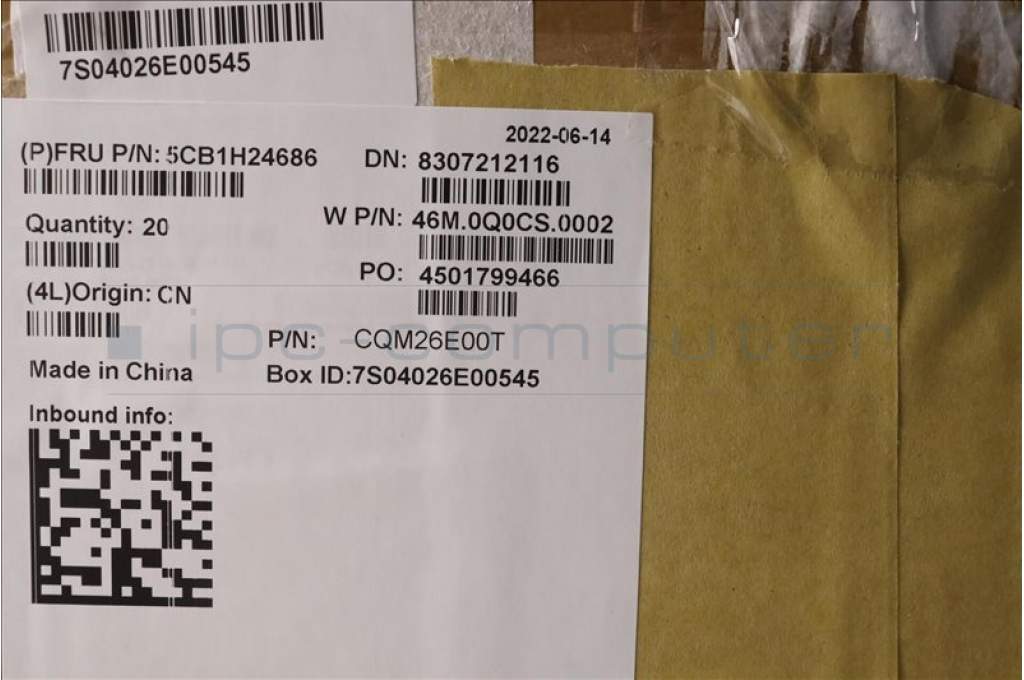 7S04026E00545
2022-06-14
(P)FRU P/N: 5CB1H24686
DN: 8307212116
W P/N: 46M.0Q0CS.0002
Quantity: 20
PO: 4501799466
(4L)Origin: CN
P/N: CQM26E00T
Made in China
Box ID:7S04026E00545
Inbound info:
ipc-computer